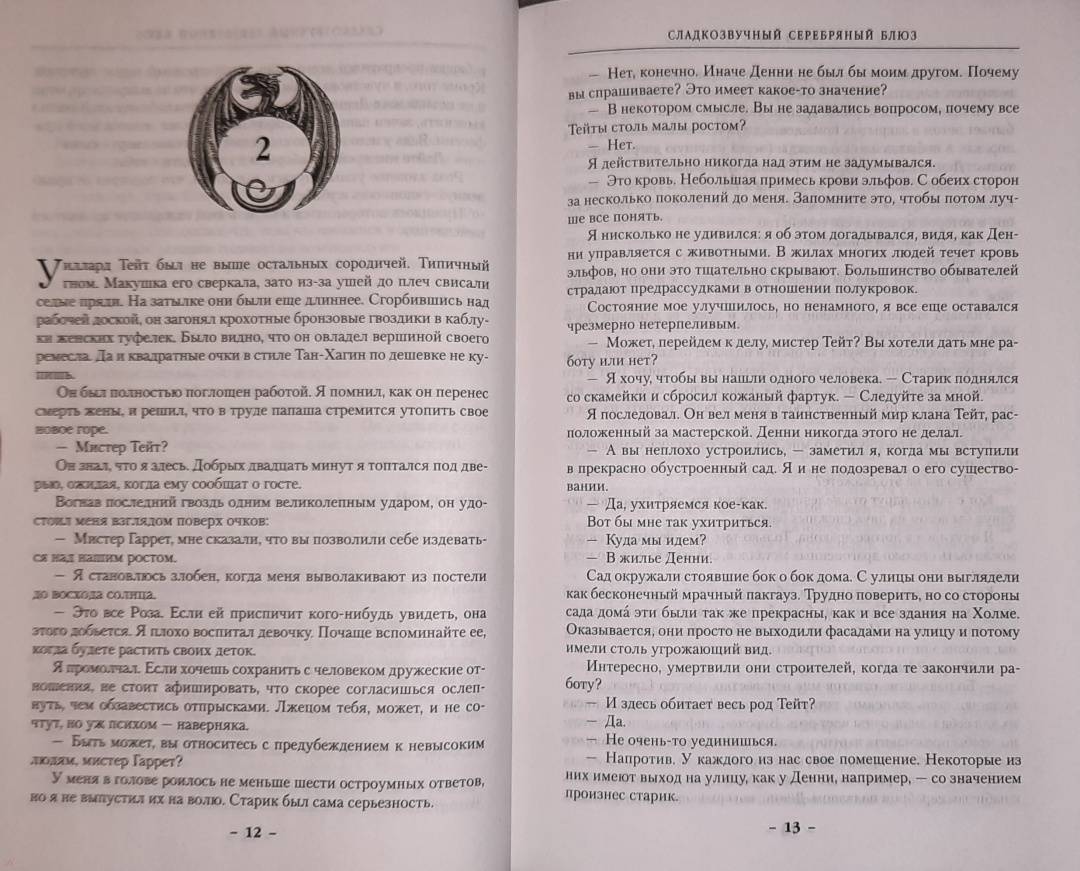 2
Уиллард Тейт был не выше остальных сородичей. Типичный
гном. Макушка его сверкала, зато из-за ушей до плеч свисали
седые пряди. На затылке они были еще длиннее. Сгорбившись над
рабочей доской, он загонял крохотные бронзовые гвоздики в каблу-
ки женских туфелек. Было видно, что он овладел вершиной своего
ремесла. Да и квадратные очки в стиле Тан-Хагин по дешевке не ку-
пишь.
Он был полностью поглощен работой. Я помнил, как он перенес
смерть жены, и решил, что в труде папаша стремится утопить свое
новое горе.
— Мистер Тейт?
Он знал, что я здесь. Добрых двадцать минут я топтался под две-
рью, ожидая, когда ему сообщат о госте.
Вогнав последний гвоздь одним великолепным ударом, он удо-
стоил меня взглядом поверх очков:
— Мистер Гаррет, мне сказали, что вы позволили себе издевать-
ся над нашим ростом.
— Я становлюсь злобен, когда меня выволакивают из постели
до восхода солнца.
— Это все Роза. Если ей приспичит кого-нибудь увидеть, она
этого добьется. Я плохо воспитал девочку. Почаще вспоминайте ее,
когда будете растить своих деток.
Я промолчал. Если хочешь сохранить с человеком дружеские от-
ношения, не стоит афишировать, что скорее согласишься ослеп-
нуть, чем обзавестись отпрысками. Лжецом тебя, может, и не со-
чтут, но уж психом — наверняка.
— Быть может, вы относитесь с предубеждением к невысоким
людям, мистер Гаррет?
У меня в голове роилось не меньше шести остроумных ответов,
но я не выпустил их на волю. Старик был сама серьезность.
– 12 –
СЛАДКОЗВУЧНЫЙ СЕРЕБРЯНЫЙ БЛЮЗ
— Нет, конечно. Иначе Денни не был бы моим другом. Почему
вы спрашиваете? Это имеет какое-то значение?
— В некотором смысле. Вы не задавались вопросом, почему все
Тейты столь малы ростом?
— Нет.
Я действительно никогда над этим не задумывался.
— Это кровь. Небольшая примесь крови эльфов. С обеих сторон
за несколько поколений до меня. Запомните это, чтобы потом луч-
ше все понять.
Я нисколько не удивился: я об этом догадывался, видя, как Ден-
ни управляется с животными. В жилах многих людей течет кровь
эльфов, но они это тщательно скрывают. Большинство обывателей
страдают предрассудками в отношении полукровок.
Состояние мое улучшилось, но ненамного, я все еще оставался
чрезмерно нетерпеливым.
— Может, перейдем к делу, мистер Тейт? Вы хотели дать мне ра-
боту или нет?
— Я хочу, чтобы вы нашли одного человека. — Старик поднялся
со скамейки и сбросил кожаный фартук. — Следуйте за мной.
Я последовал. Он вел меня в таинственный мир клана Тейт, рас-
положенный за мастерской. Денни никогда этого не делал.
— А вы неплохо устроились, — заметил я, когда мы вступили
в прекрасно обустроенный сад. Я и не подозревал о его существо-
вании.
— Да, ухитряемся кое-как.
Вот бы мне так ухитриться.
— Куда мы идем?
— В жилье Денни.
Сад окружали стоявшие бок о бок дома. С улицы они выглядели
как бесконечный мрачный пакгауз. Трудно поверить, но со стороны
сада дома́ эти были так же прекрасны, как и все здания на Холме.
Оказывается, они просто не выходили фасадами на улицу и потому
имели столь угрожающий вид.
Интересно, умертвили они строителей, когда те закончили ра-
боту?
— И здесь обитает весь род Тейт?
— Да.
— Не очень-то уединишься.
— Напротив. У каждого из нас свое помещение. Некоторые из
них имеют выход на улицу, как у Денни, например, — со значением
произнес старик.
– 13 –